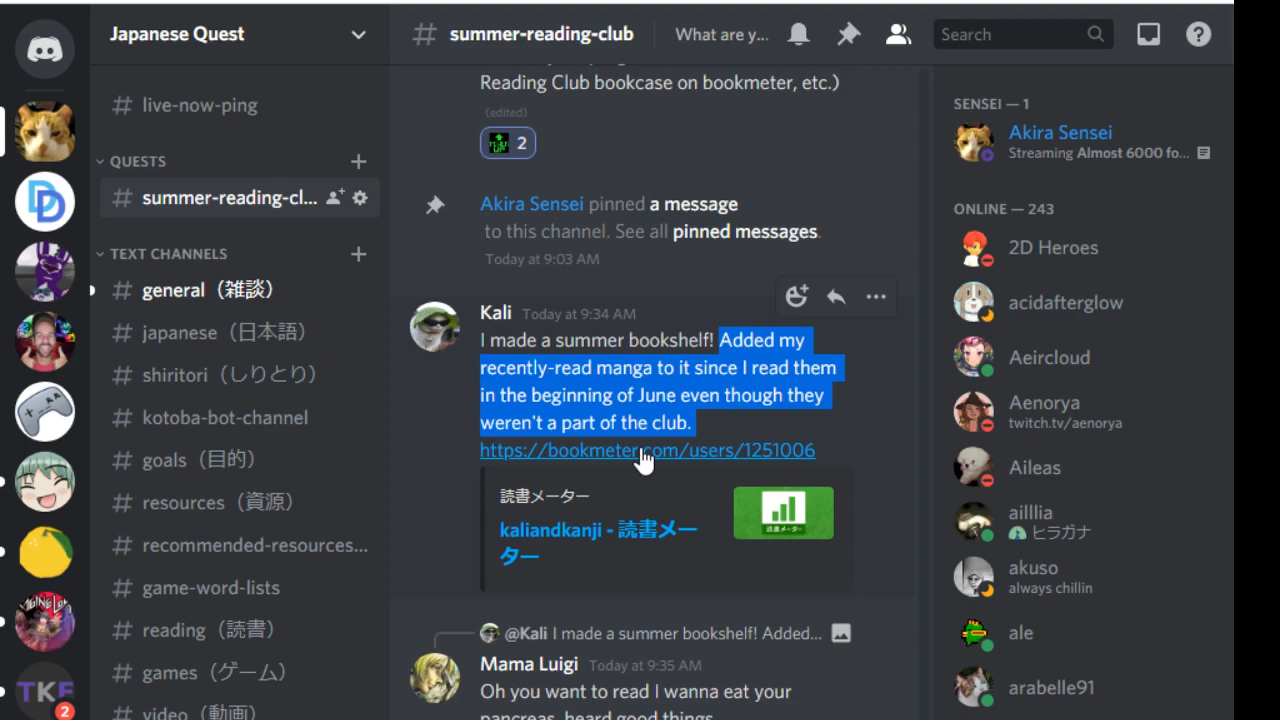 Japanese Quest
live-now-ping
QUESTS
summer-reading-cl...
TEXT CHANNELS
general（雑談）
japanese（日本語）
shiritori（しりとり）
kotoba-bot-channel
goals（目的）
resources（資源）
recommended-resources...
game-word-lists
reading（読書）
games（ゲーム）
video（動画）
TKF
2
summer-reading-club
What are y...
Search
Reading Club bookcase on bookmeter, etc.)
(edited)
2
Akira Sensei pinned a message
to this channel. See all pinned messages.
Today at 9:03 AM
Kali Today at 9:34 AM
I made a summer bookshelf! Added my
recently-read manga to it since I read them
in the beginning of June even though they
weren't a part of the club.
https://bookmeter.com/users/1251006
読書メーター
kaliandkanji - 読書メー
ター
読書メーター
@Kali I made a summer bookshelf! Added...
Mama Luigi Today at 9:35 AM
Oh you want to read I wanna eat your
pancreas, heard good things
SENSEI — 1
Akira Sensei
Streaming Almost 6000 fo...
ONLINE — 243
2D Heroes
acidafterglow
Aeircloud
Aenorya
twitch.tv/aenorya
Aileas
ailllia
ヒラガナ
akuso
always chillin
ale
arabelle91